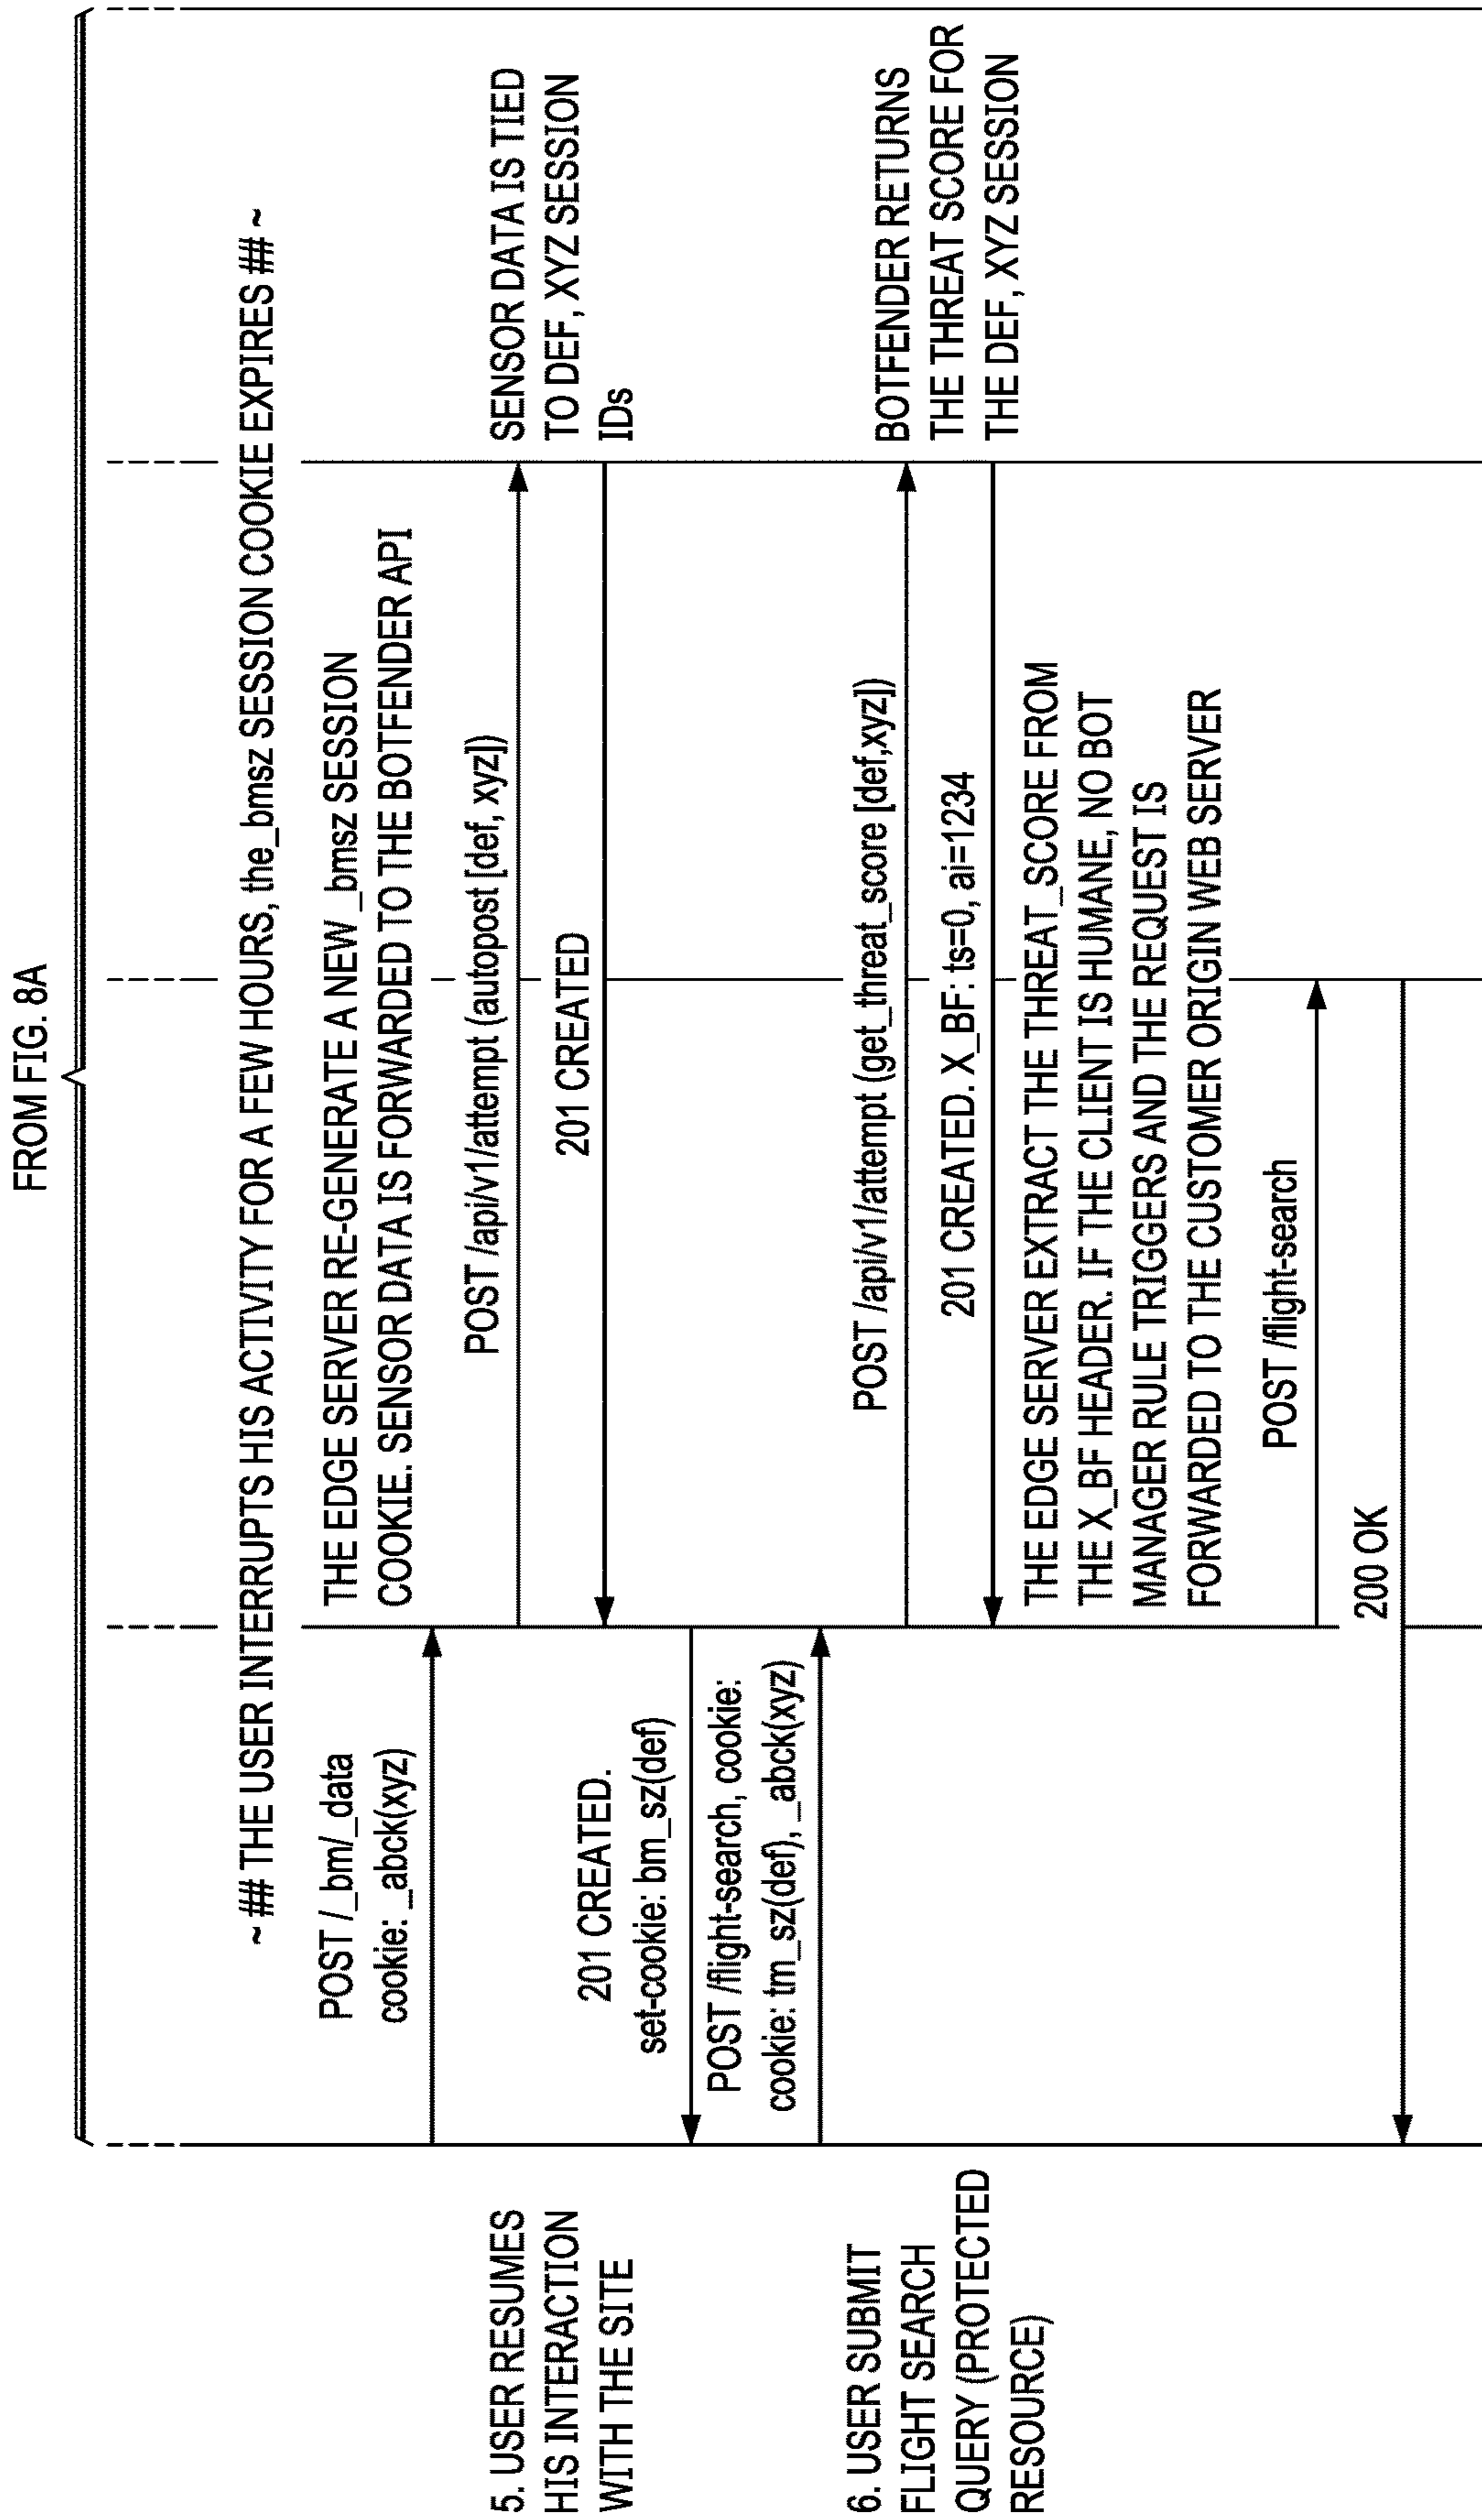 FROM FIG. 8A
~ ## THE USER INTERRUPTS HIS ACTIVITY FOR A FEW HOURS, the_bmsz SESSION COOKIE EXPIRES ## ~
5. USER RESUMES
HIS INTERACTION
WITH THE SITE
POST /_bm/_data
cookie: _abck(xyz)
THE EDGE SERVER RE-GENERATE A NEW _bmsz SESSION
COOKIE. SENSOR DATA IS FORWARDED TO THE BOTFENDER API
POST /api/v1/attempt (autopost [def, xyz])
SENSOR DATA IS TIED
TO DEF, XYZ SESSION
IDs
201 CREATED
201 CREATED.
set-cookie: bm_sz(def)
6. USER SUBMIT
FLIGHT SEARCH
QUERY (PROTECTED
RESOURCE)
POST /flight-search, cookie:
cookie: tm_sz(def), _abck(xyz)
POST /api/v1/attempt (get_threat_score [def,xyz])
BOTFENDER RETURNS
THE THREAT SCORE FOR
THE DEF, XYZ SESSION
201 CREATED. X_BF: ts=0, ai=1234
THE EDGE SERVER EXTRACT THE THREAT_SCORE FROM
THE X_BF HEADER. IF THE CLIENT IS HUMANE, NO BOT
MANAGER RULE TRIGGERS AND THE REQUEST IS
FORWARDED TO THE CUSTOMER ORIGIN WEB SERVER
POST /flight-search
200 OK